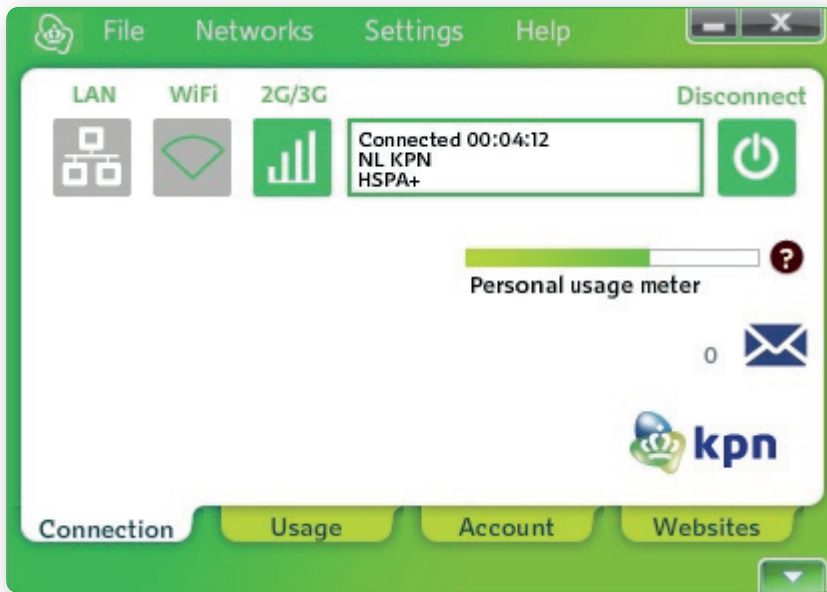 File Networks Settings Help
LAN WiFi 2G/3G Disconnect
Connected 00:04:12
NL KPN
HSPA+
?
Personal usage meter
0
kpn
Connection Usage Account Websites